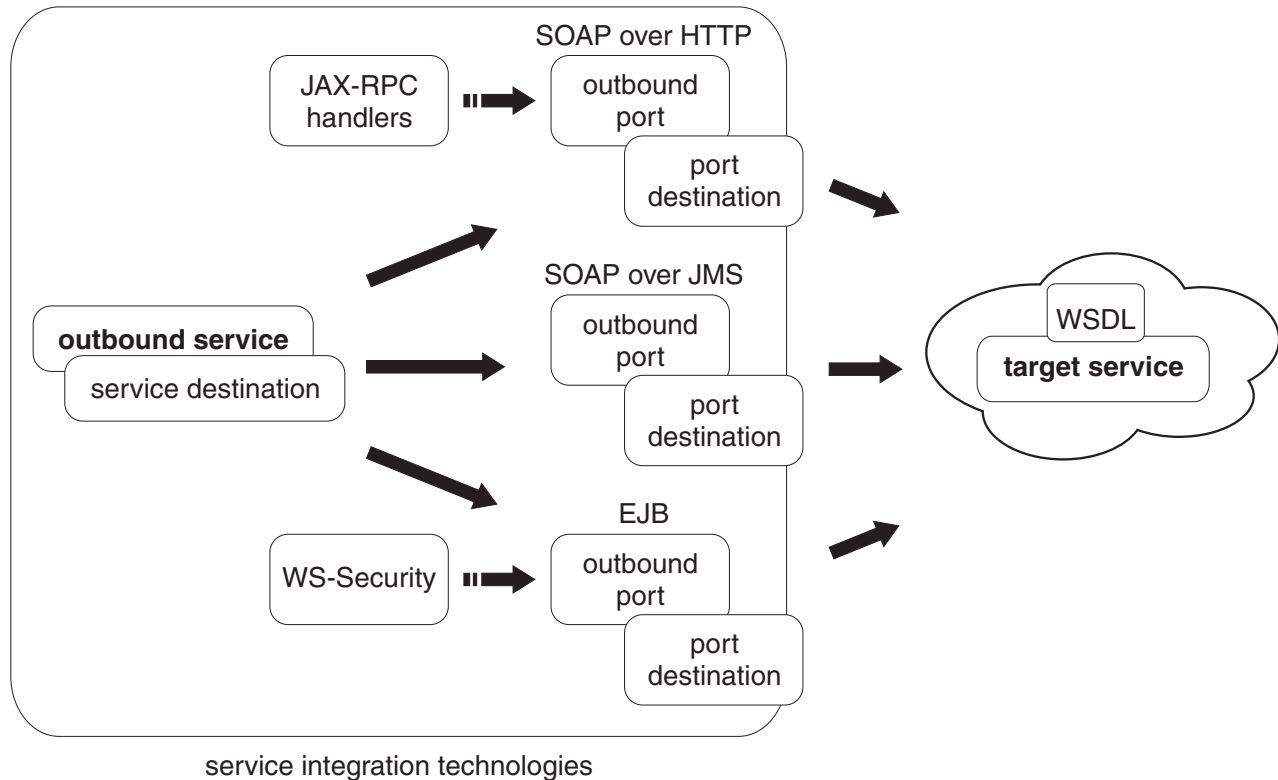 SOAP over HTTP
JAX-RPC
handlers
outbound
port
port
destination
SOAP over JMS
outbound service
service destination
outbound
port
port
destination
WSDL
target service
EJB
WS-Security
outbound
port
port
destination
service integration technologies